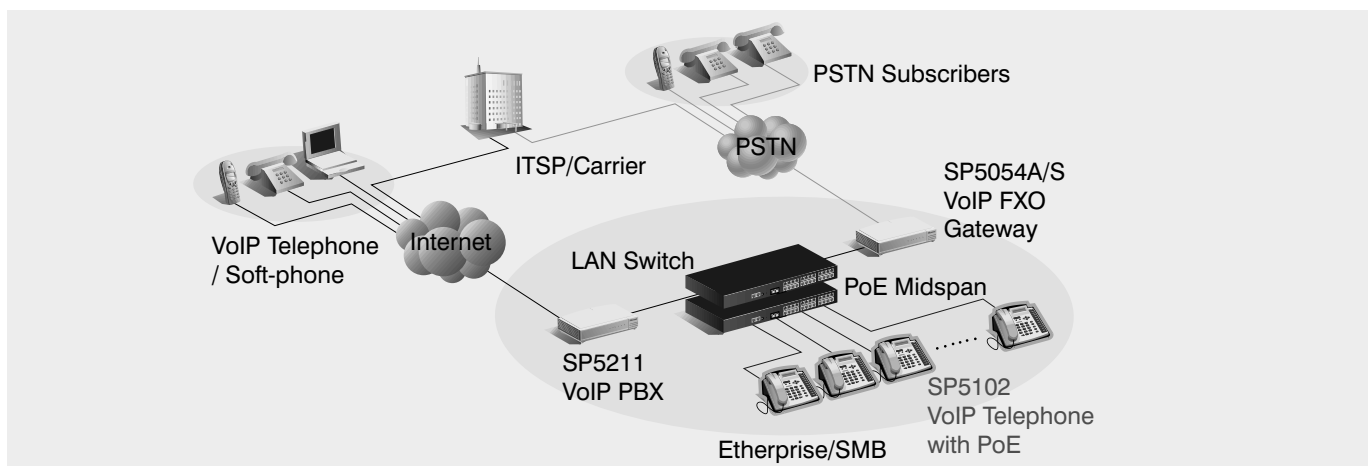 PSTN Subscribers
ITSP/Carrier
PSTN
SP5054A/S
VoIP FXO
Gateway
VoIP Telephone
/ Soft-phone
Internet
LAN Switch
PoE Midspan
SP5211
VoIP PBX
SP5102
VoIP Telephone
with PoE
Etherprise/SMB